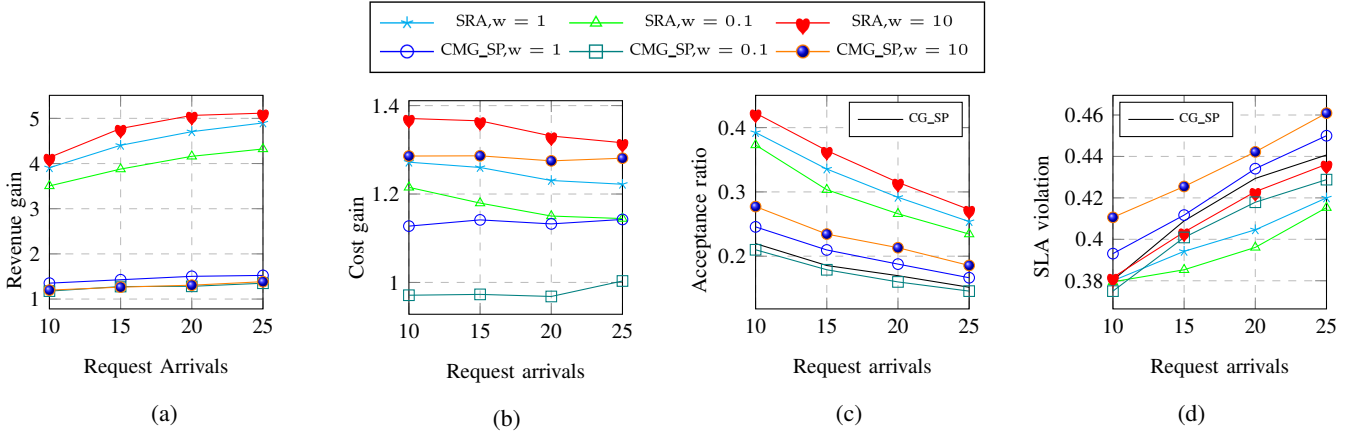 SRA,w = 1 SRA,w = 0.1 SRA,w = 10
CMG_SP,w = 1 CMG_SP,w = 0.1 CMG_SP,w = 10
Revenue gain
5
4
3
2
1
10 15 20 25
Request Arrivals
(a)
Cost gain
1.4
1.2
1
10 15 20 25
Request arrivals
(b)
Acceptance ratio
CG_SP
0.4
0.3
0.2
10 15 20 25
Request arrivals
(c)
SLA violation
CG_SP
0.46
0.44
0.42
0.4
0.38
10 15 20 25
Request arrivals
(d)